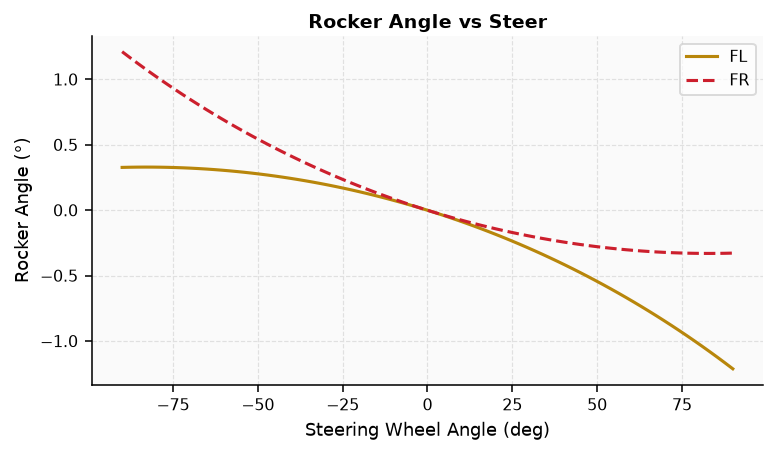 Rocker Angle vs Steer
FL
FR
Rocker Angle (°)
1.0
0.5
0.0
−0.5
−1.0
−75
−50
−25
0
25
50
75
Steering Wheel Angle (deg)